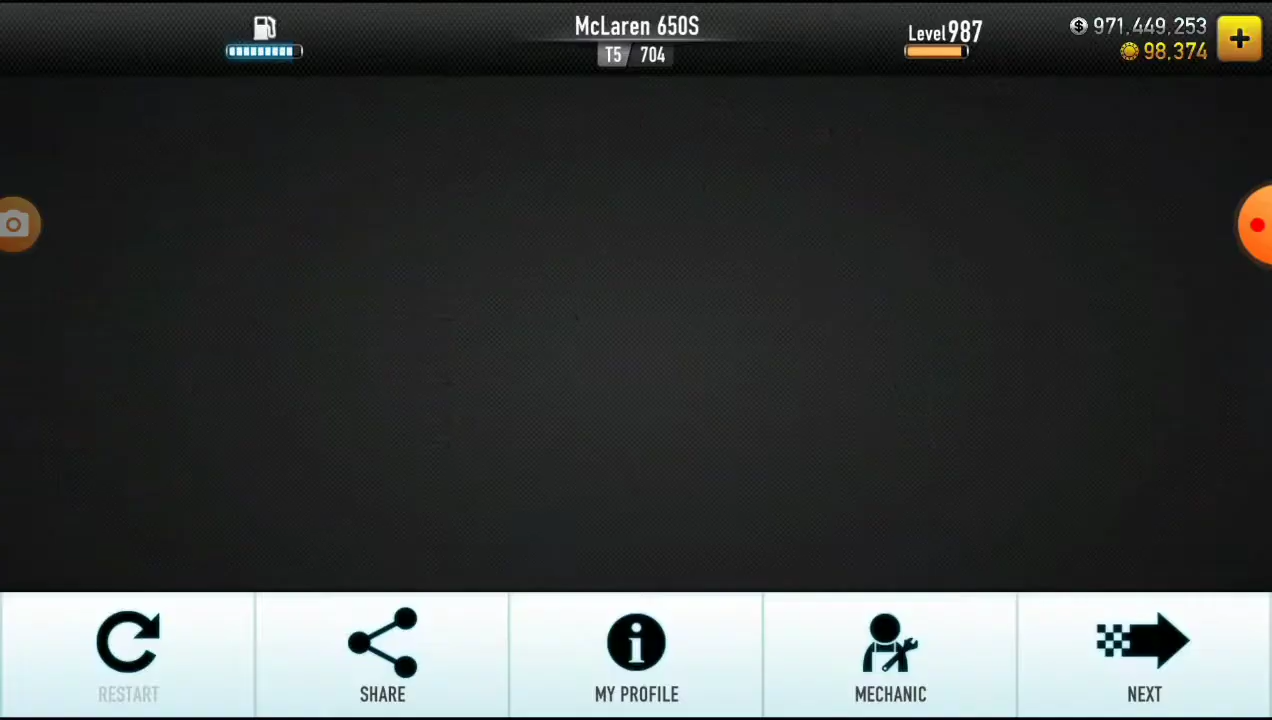 McLaren 650S
T5 704
Level 987
971,449,253
98,374
RESTART
SHARE
MY PROFILE
MECHANIC
NEXT